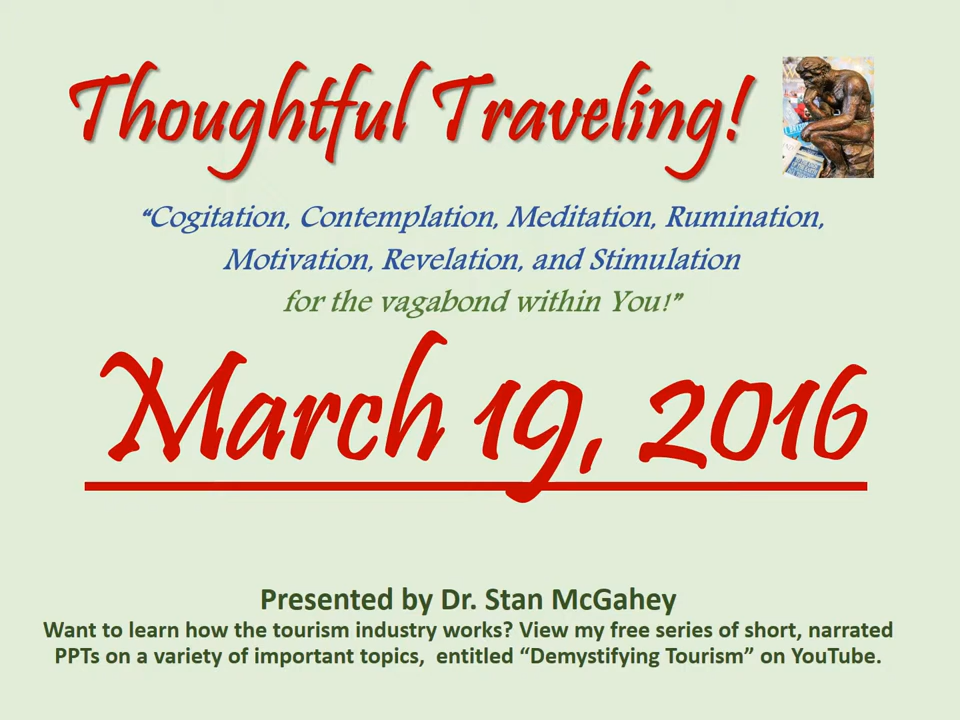 Thoughtful Traveling!
“Cogitation, Contemplation, Meditation, Rumination,
Motivation, Revelation, and Stimulation
for the vagabond within You!”
March 19, 2016
Presented by Dr. Stan McGahey
Want to learn how the tourism industry works? View my free series of short, narrated
PPTs on a variety of important topics,  entitled “Demystifying Tourism” on YouTube.